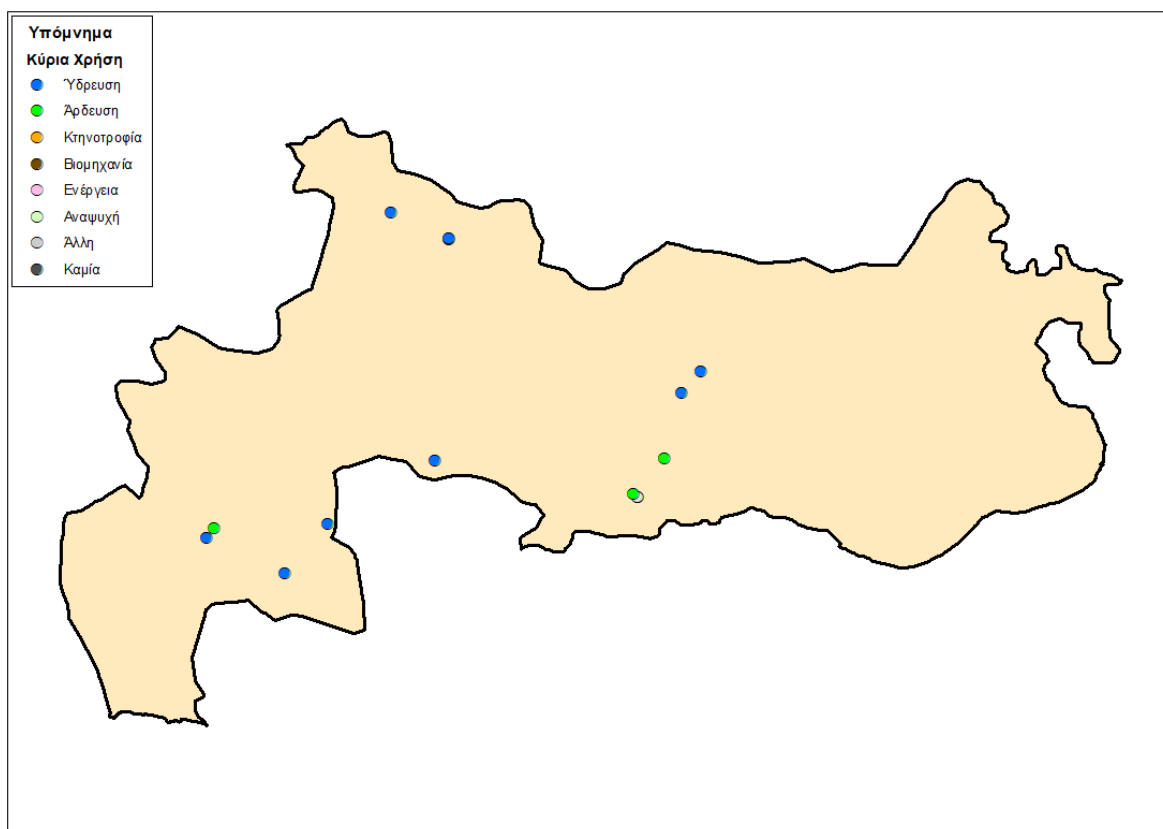 Υπόμνημα
Κύρια Χρήση
Ύδρευση
Άρδευση
Κτηνοτροφία
Βιομηχανία
Ενέργεια
Αναψυχή
Άλλη
Καμία